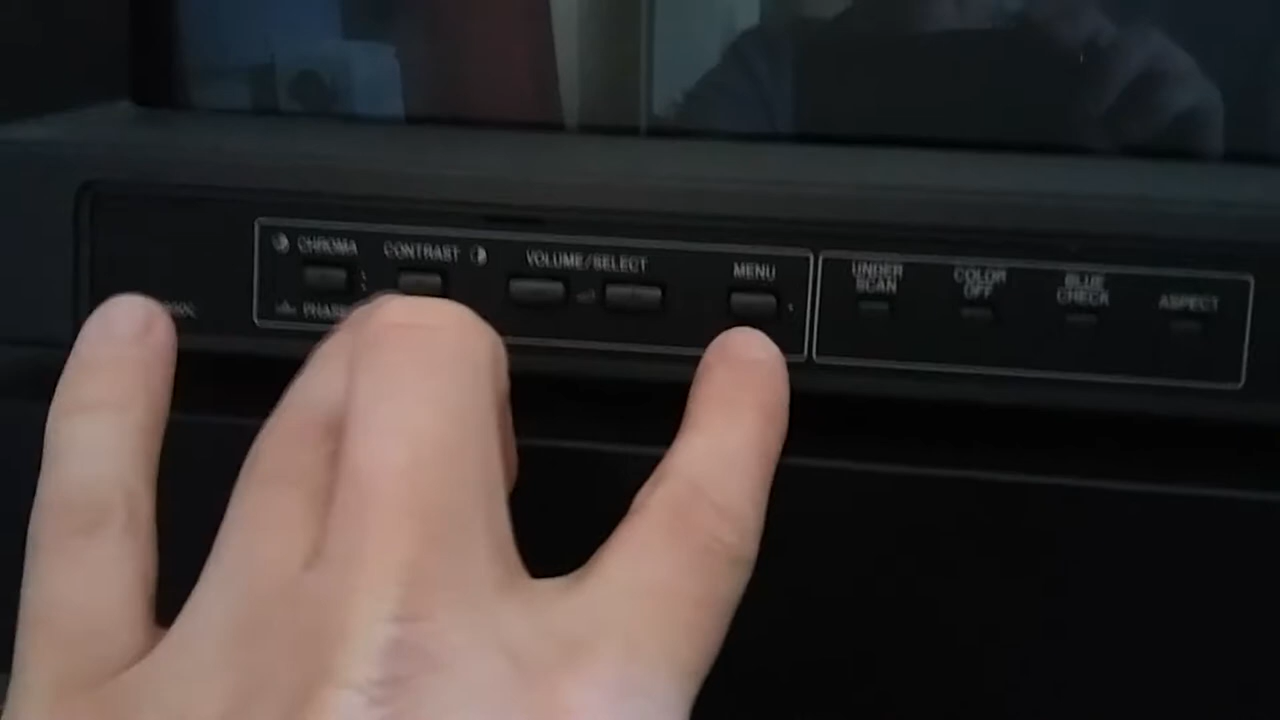 CHROMA
CONTRAST
VOLUME/SELECT
MENU
UNDER
SCAN
COLOR
OFF
BLUE
CHECK
ASPECT